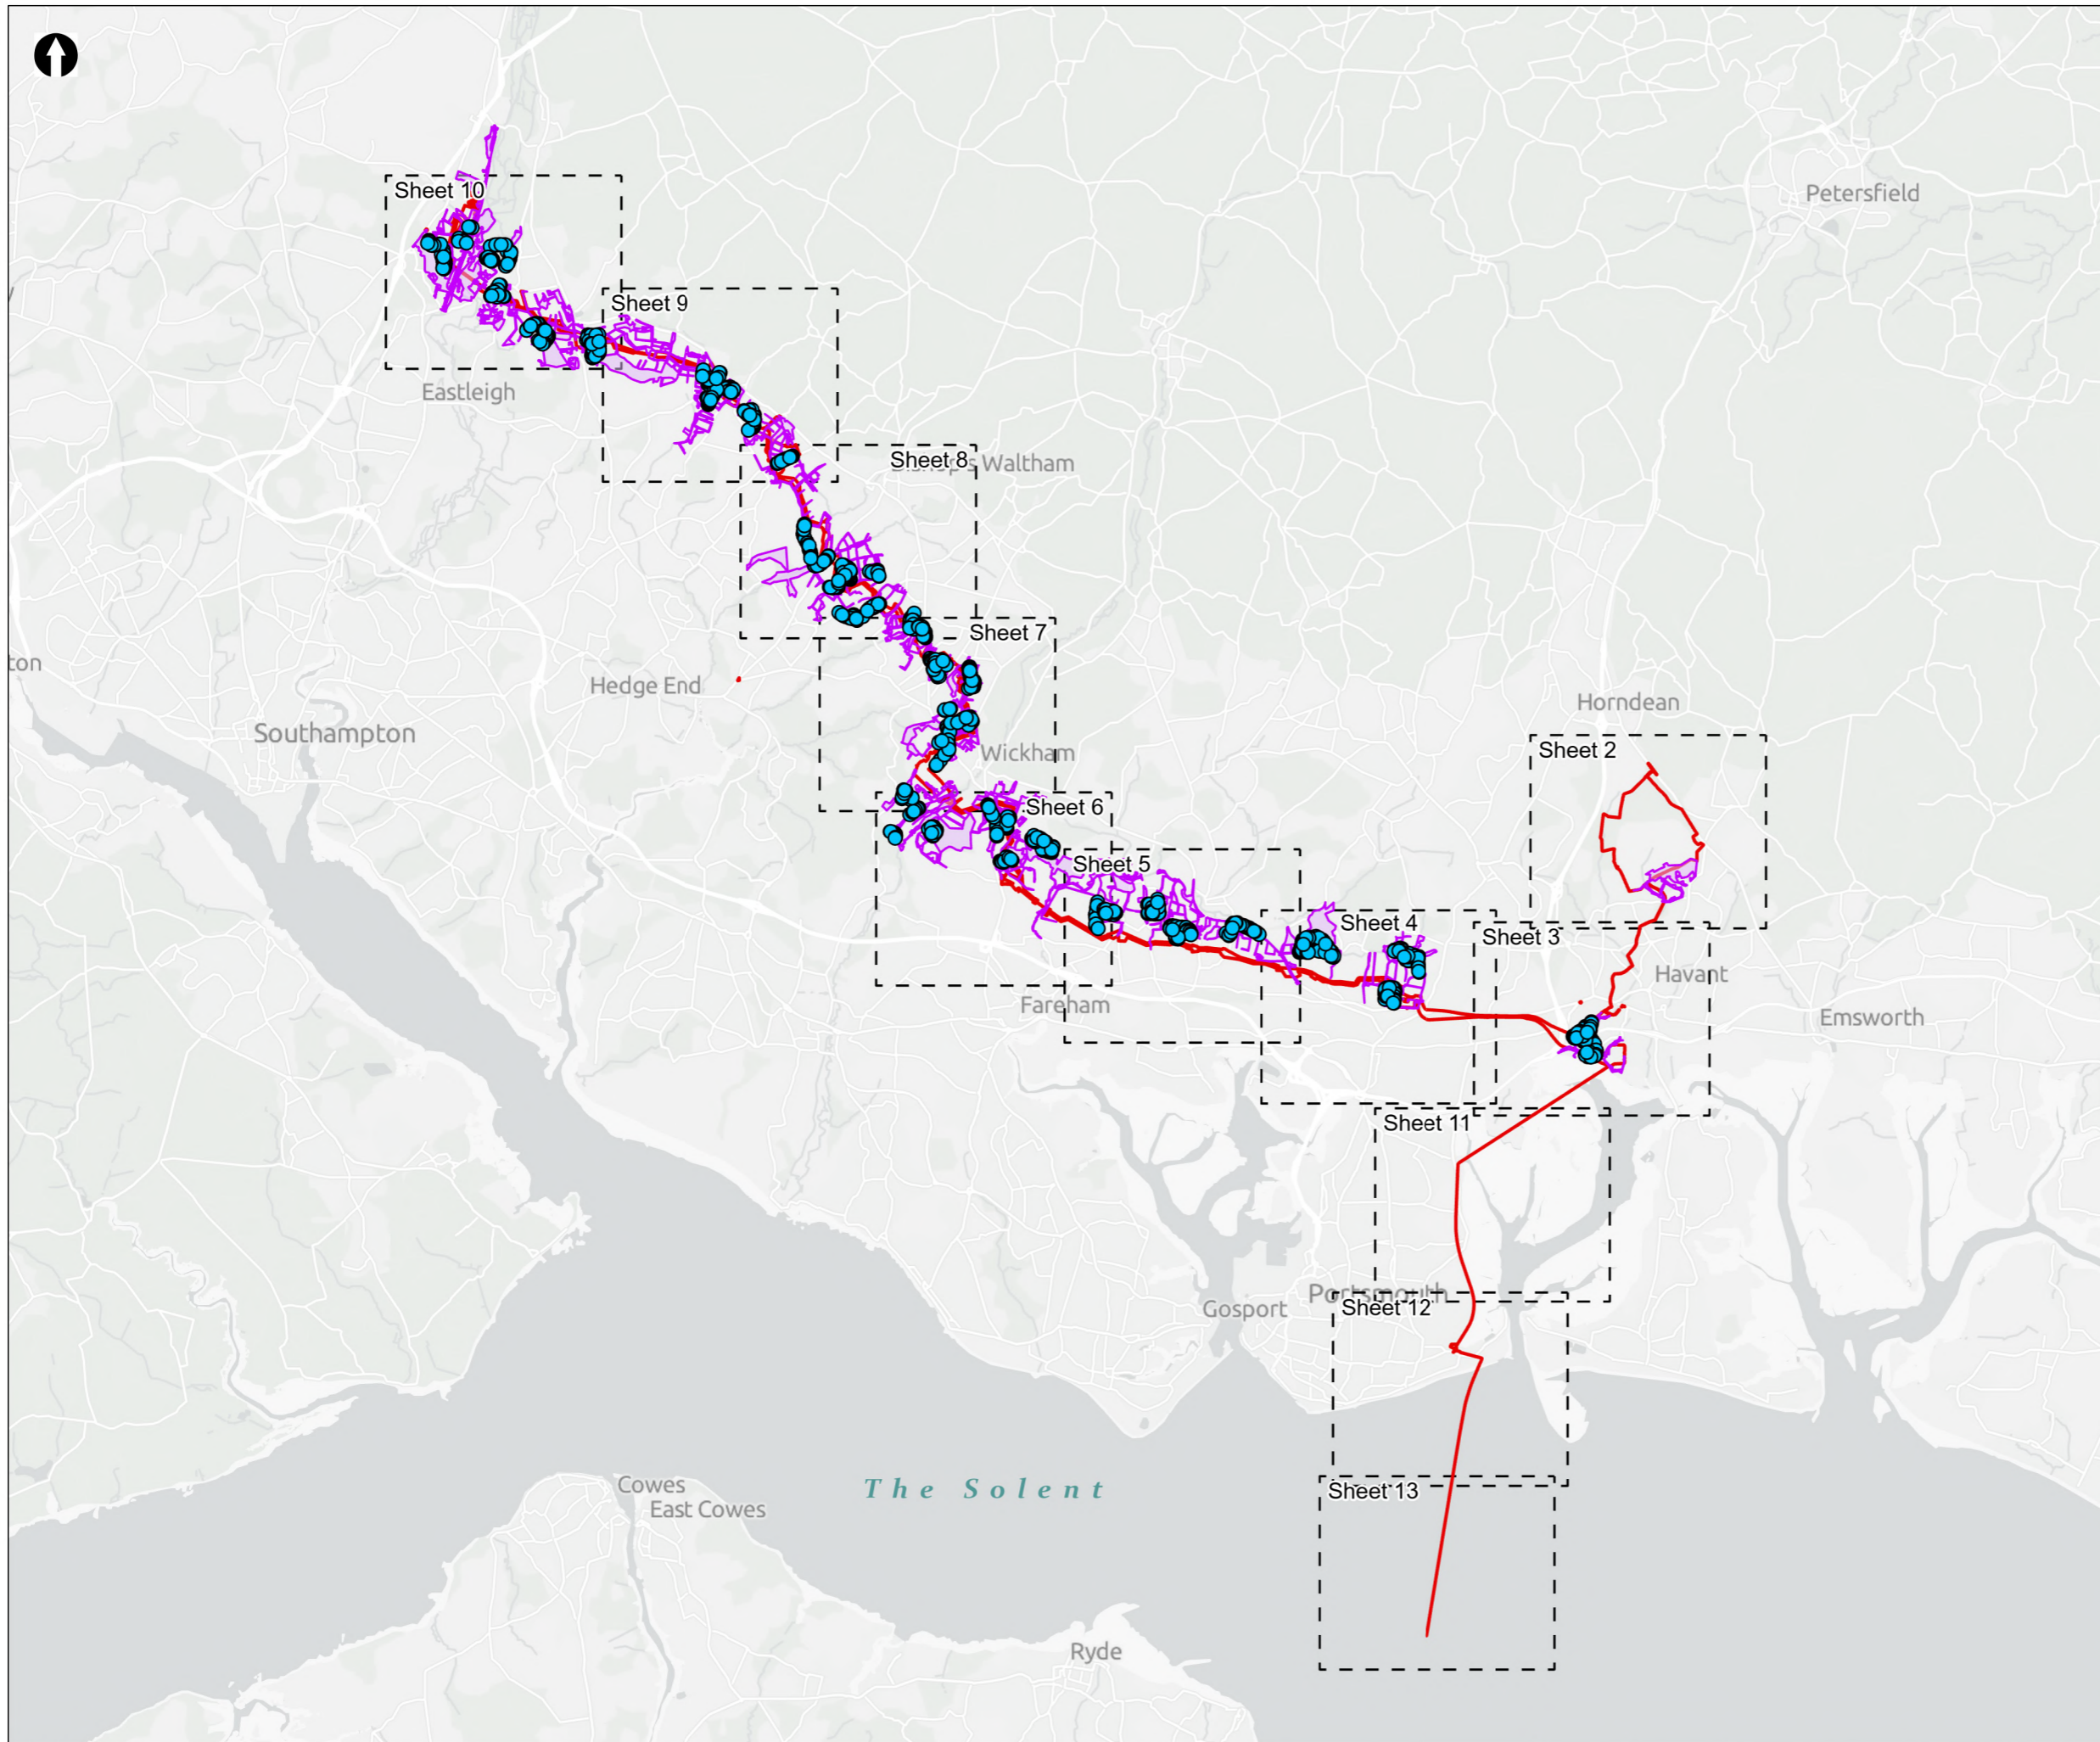 Petersfield
Sheet 10
Sheet 9
Eastleigh
Sheet 8
Bishop's Waltham
Sheet 7
ton
Hedge End
Horndean
Southampton
Sheet 2
Wickham
Sheet 6
Sheet 5
Sheet 4
Sheet 3
Havant
Fareham
Emsworth
Sheet 11
Portsmouth
Sheet 12
Gosport
Cowes
The Solent
Sheet 13
East Cowes
Ryde